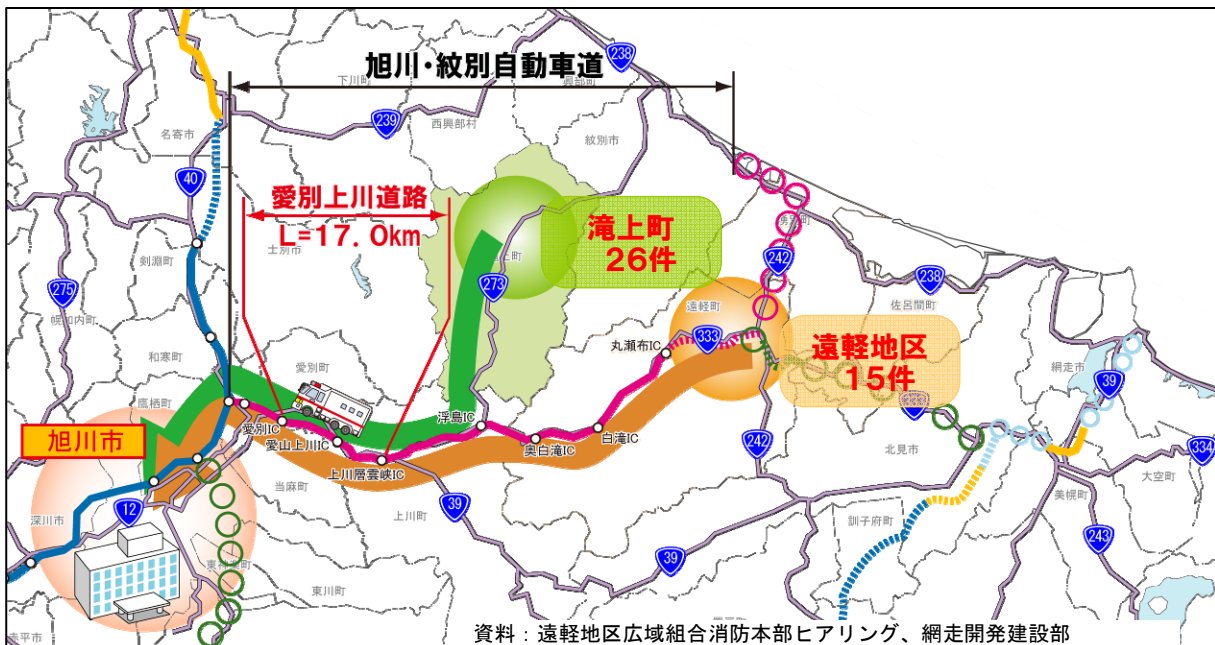 旭川・紋別自動車道
238
下川町
興部町
239
西興部村
紋別市
名寄市
40
愛別上川道路
L=17.0km
滝上町
26件
士別市
剣淵町
275
幌加内町
273
242
238
佐呂間町
遠軽町
丸瀬布IC
333
遠軽地区
15件
和寒町
愛別町
鷹栖町
網走市
39
旭川市
愛別IC
愛山上川IC
上川層雲峡IC
浮島IC
奥白滝IC
白滝IC
242
北見市
334
大空町
当麻町
上川町
39
美幌町
深川市
12
訓子府町
243
39
東川町
赤平市
資料：遠軽地区広域組合消防本部ヒアリング、網走開発建設部